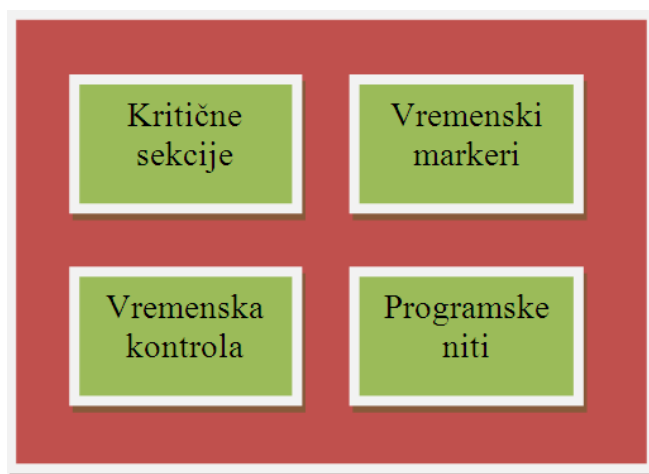 Kritične
sekcije
Vremenski
markeri
Vremenska
kontrola
Programske
niti